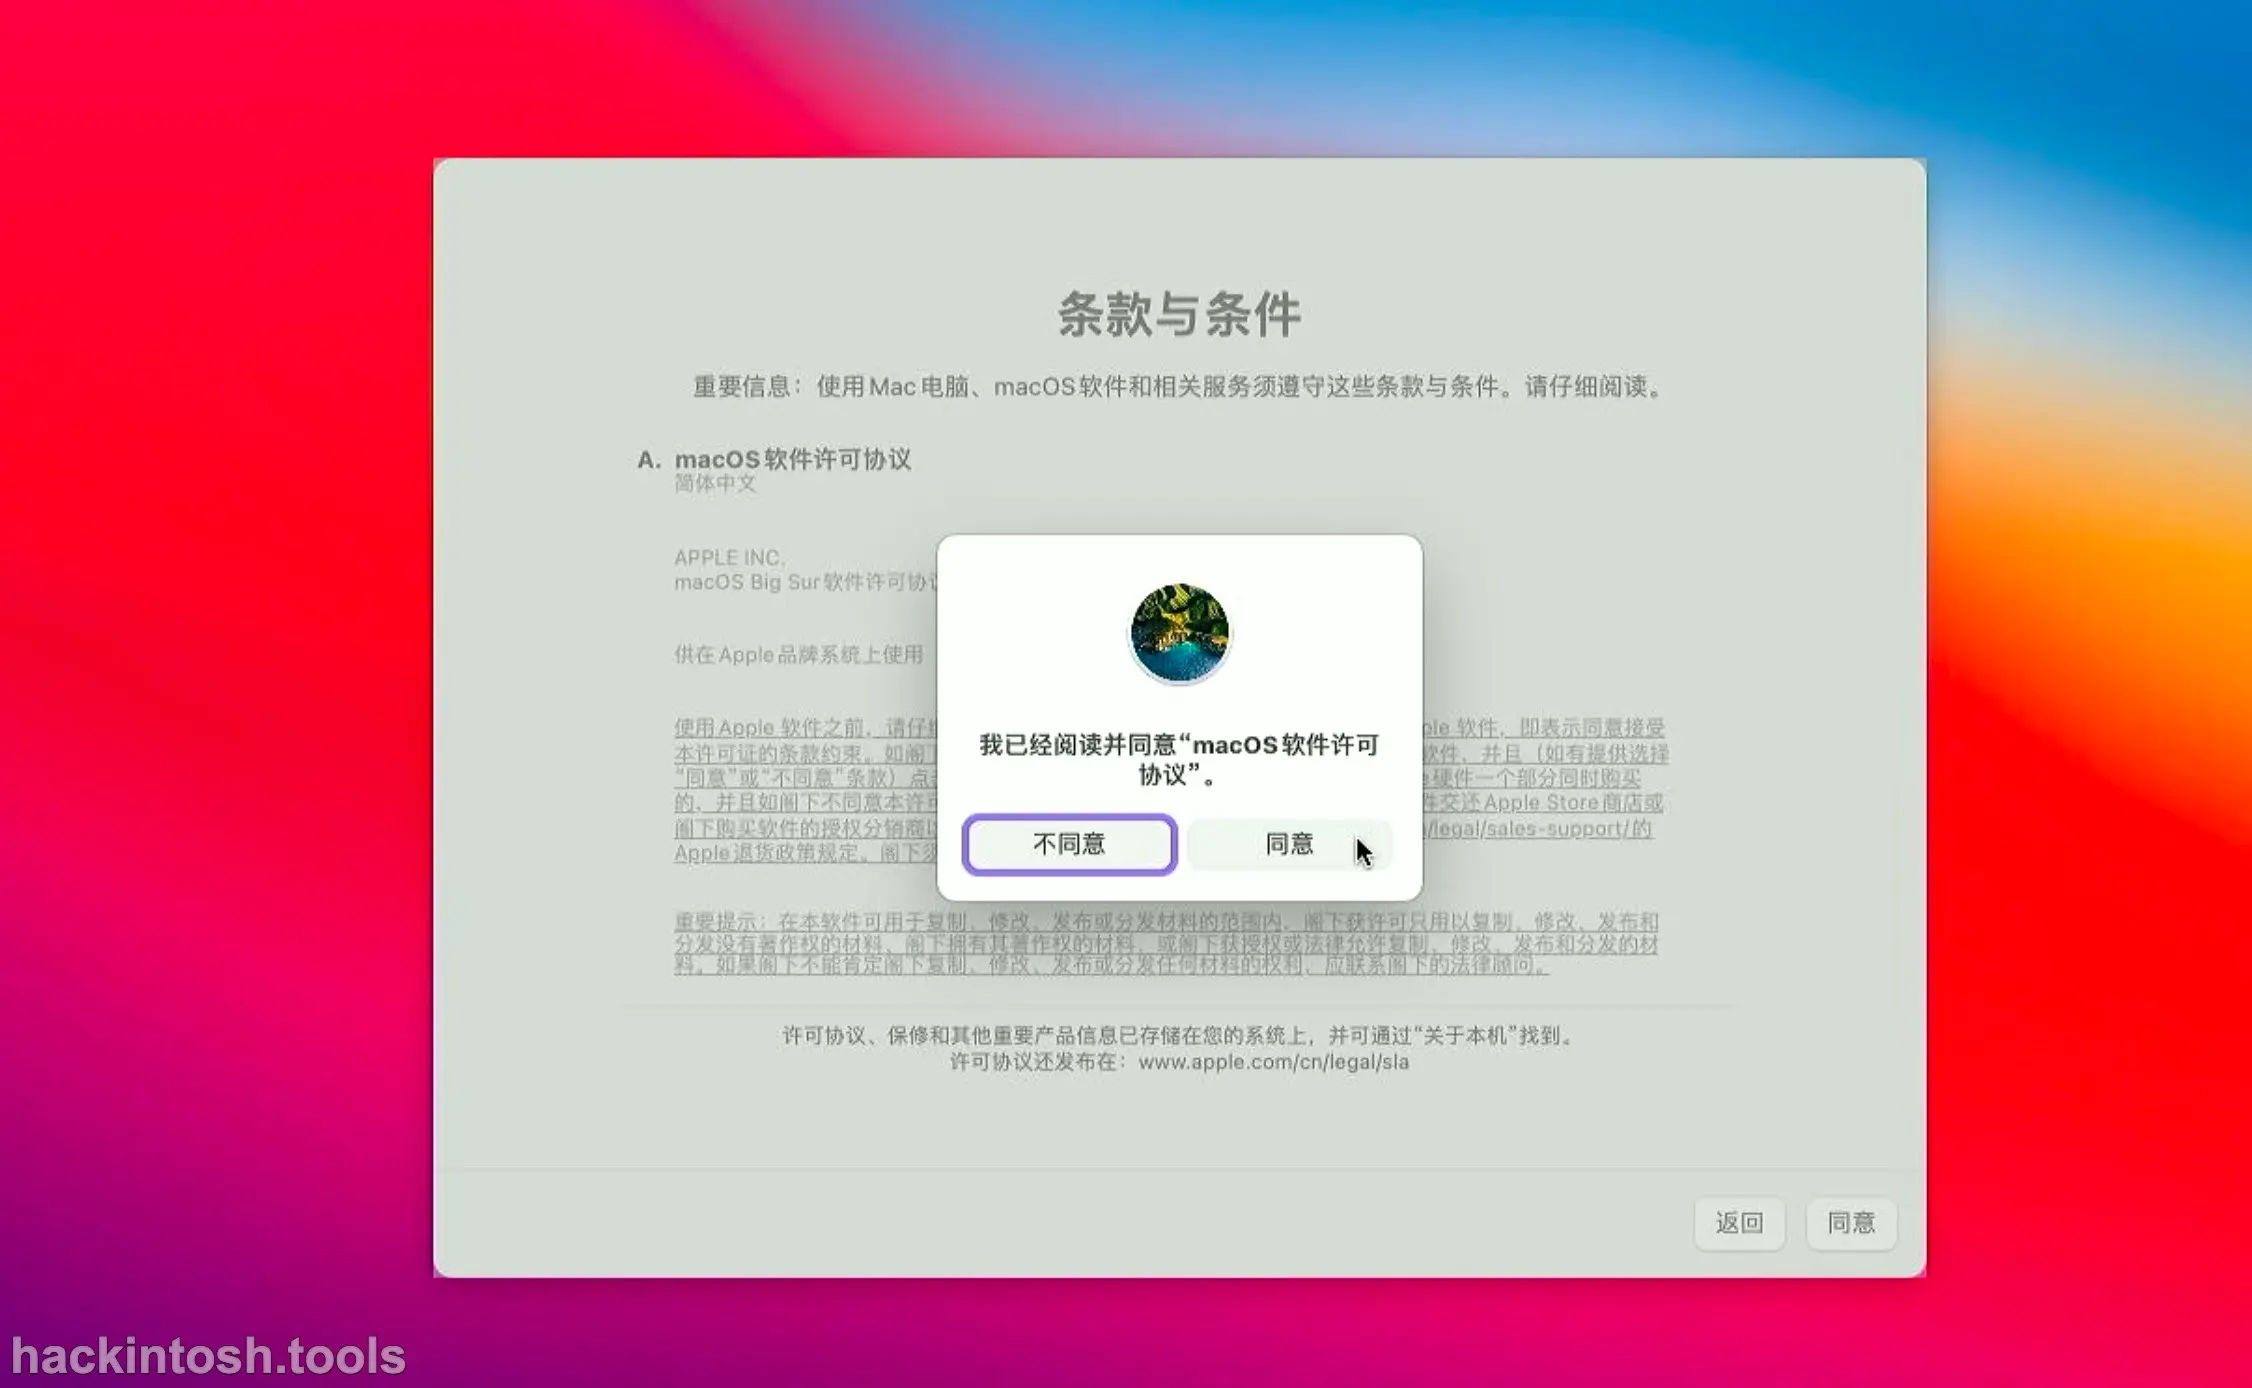 条款与条件
重要信息：使用Mac电脑、macOS软件和相关服务须遵守这些条款与条件。请仔细阅读。
A. macOS软件许可协议
简体中文
APPLE INC.
macOS Big Sur软件许可协
供在Apple品牌系统上使用
使用Apple 软件之前，请仔 ple 软件，即表示同意接受
本许可证的条款约束。如阁 软件，并且（如有提供选择
“同意”或“不同意”条款）点 硬件一个部分同时购买
的，并且如阁下不同意本许 件交还Apple Store商店或
阁下购买软件的授权分销商 /legal/sales-support/的
Apple退货政策规定。阁下
我已经阅读并同意“macOS软件许可
协议”。
不同意
同意
重要提示：在本软件可用于复制、修改、发布或分发材料的范围内，阁下获许可只用以复制、修改、发布和
分发没有著作权的材料、阁下拥有其著作权的材料，或阁下获授权或法律允许复制、修改、发布和分发的材
料。如果阁下不能肯定阁下复制、修改、发布或分发任何材料的权利，应联系阁下的法律顾问。
许可协议、保修和其他重要产品信息已存储在您的系统上，并可通过“关于本机”找到。
许可协议还发布在：www.apple.com/cn/legal/sla
返回
同意
hackintosh.tools